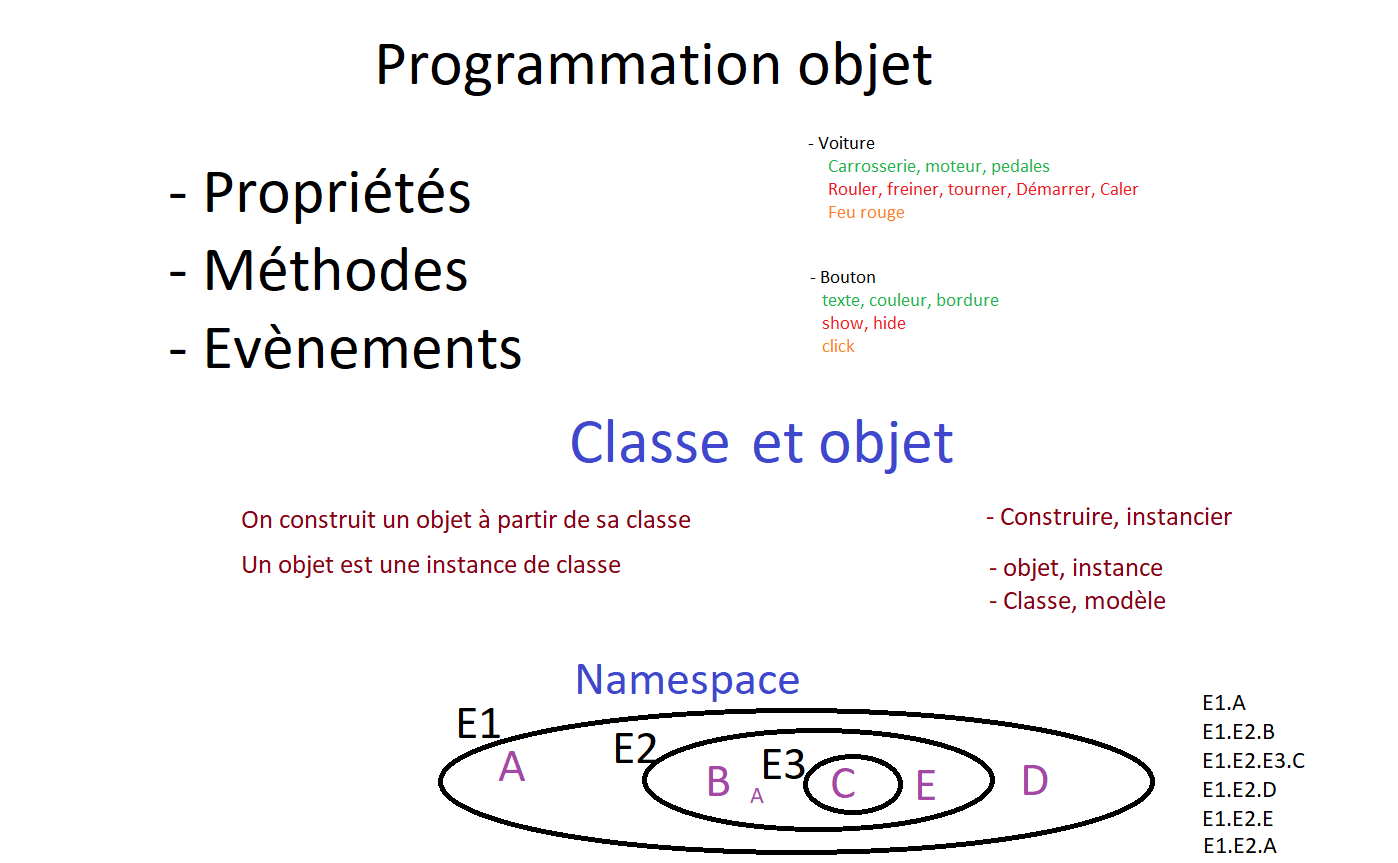 Programmation objet
- Propriétés
- Méthodes
- Evènements
- Voiture
Carrosserie, moteur, pedales
Rouler, freiner, tourner, Démarrer, Caler
Feu rouge
- Bouton
texte, couleur, bordure
show, hide
click
Classe et objet
On construit un objet à partir de sa classe
Un objet est une instance de classe
- Construire, instancier
- objet, instance
- Classe, modèle
Namespace
E1
A
E2
B
A
E3
C
E
D
E1.A
E1.E2.B
E1.E2.E3.C
E1.E2.D
E1.E2.E
E1.E2.A